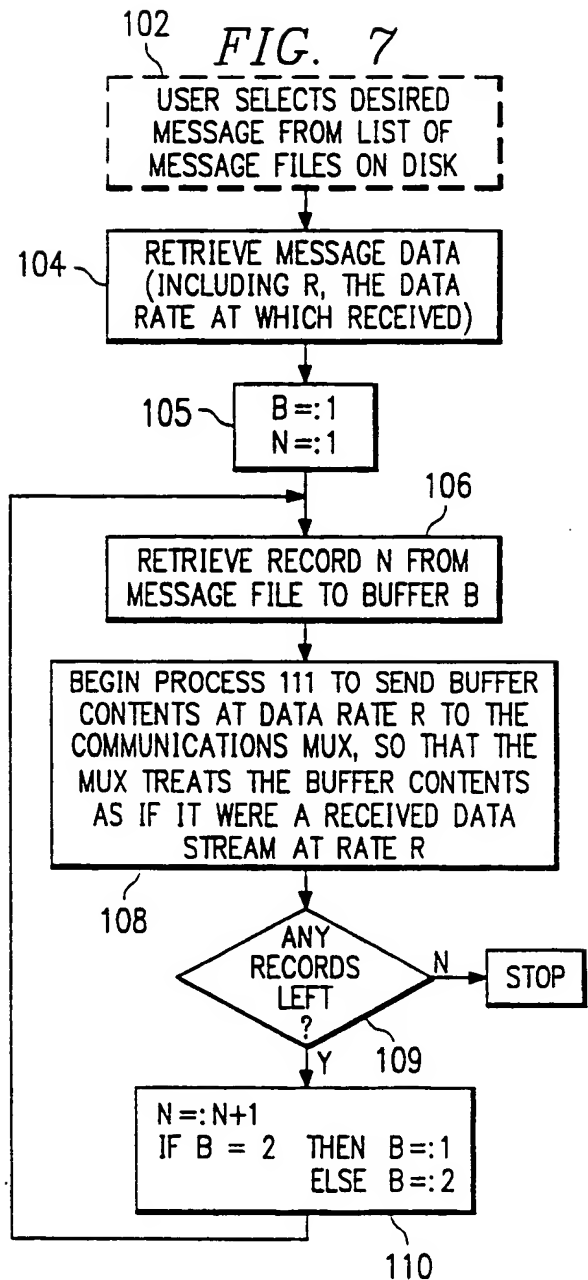 FIG. 7
102
USER SELECTS DESIRED
MESSAGE FROM LIST OF
MESSAGE FILES ON DISK
104
RETRIEVE MESSAGE DATA
(INCLUDING R, THE DATA
RATE AT WHICH RECEIVED)
105
B=:1
N=:1
106
RETRIEVE RECORD N FROM
MESSAGE FILE TO BUFFER B
BEGIN PROCESS 111 TO SEND BUFFER
CONTENTS AT DATA RATE R TO THE
COMMUNICATIONS MUX, SO THAT THE
MUX TREATS THE BUFFER CONTENTS
AS IF IT WERE A RECEIVED DATA
STREAM AT RATE R
108
ANY
RECORDS
LEFT
?
N
STOP
109
Y
N=:N+1
IF B = 2 THEN B=:1
ELSE B=:2
110